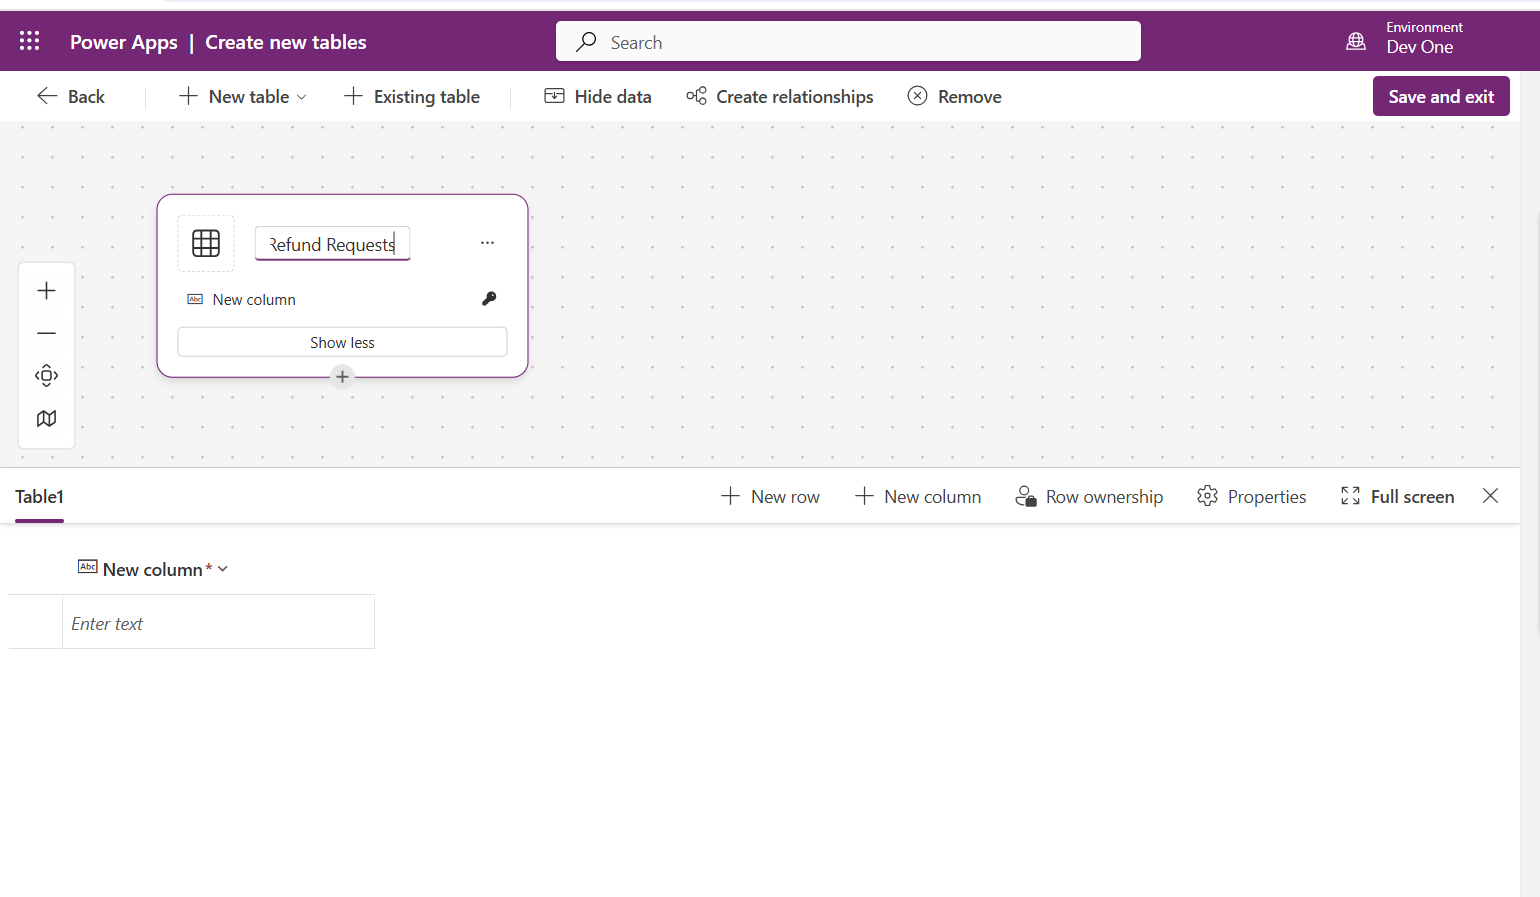 Power Apps | Create new tables
Search
Environment
Dev One
Back
New table
Existing table
Hide data
Create relationships
Remove
Save and exit
Refund Requests
...
Abc New column
Show less
Table1
New row
New column
Row ownership
Properties
Full screen
Abc New column*
Enter text